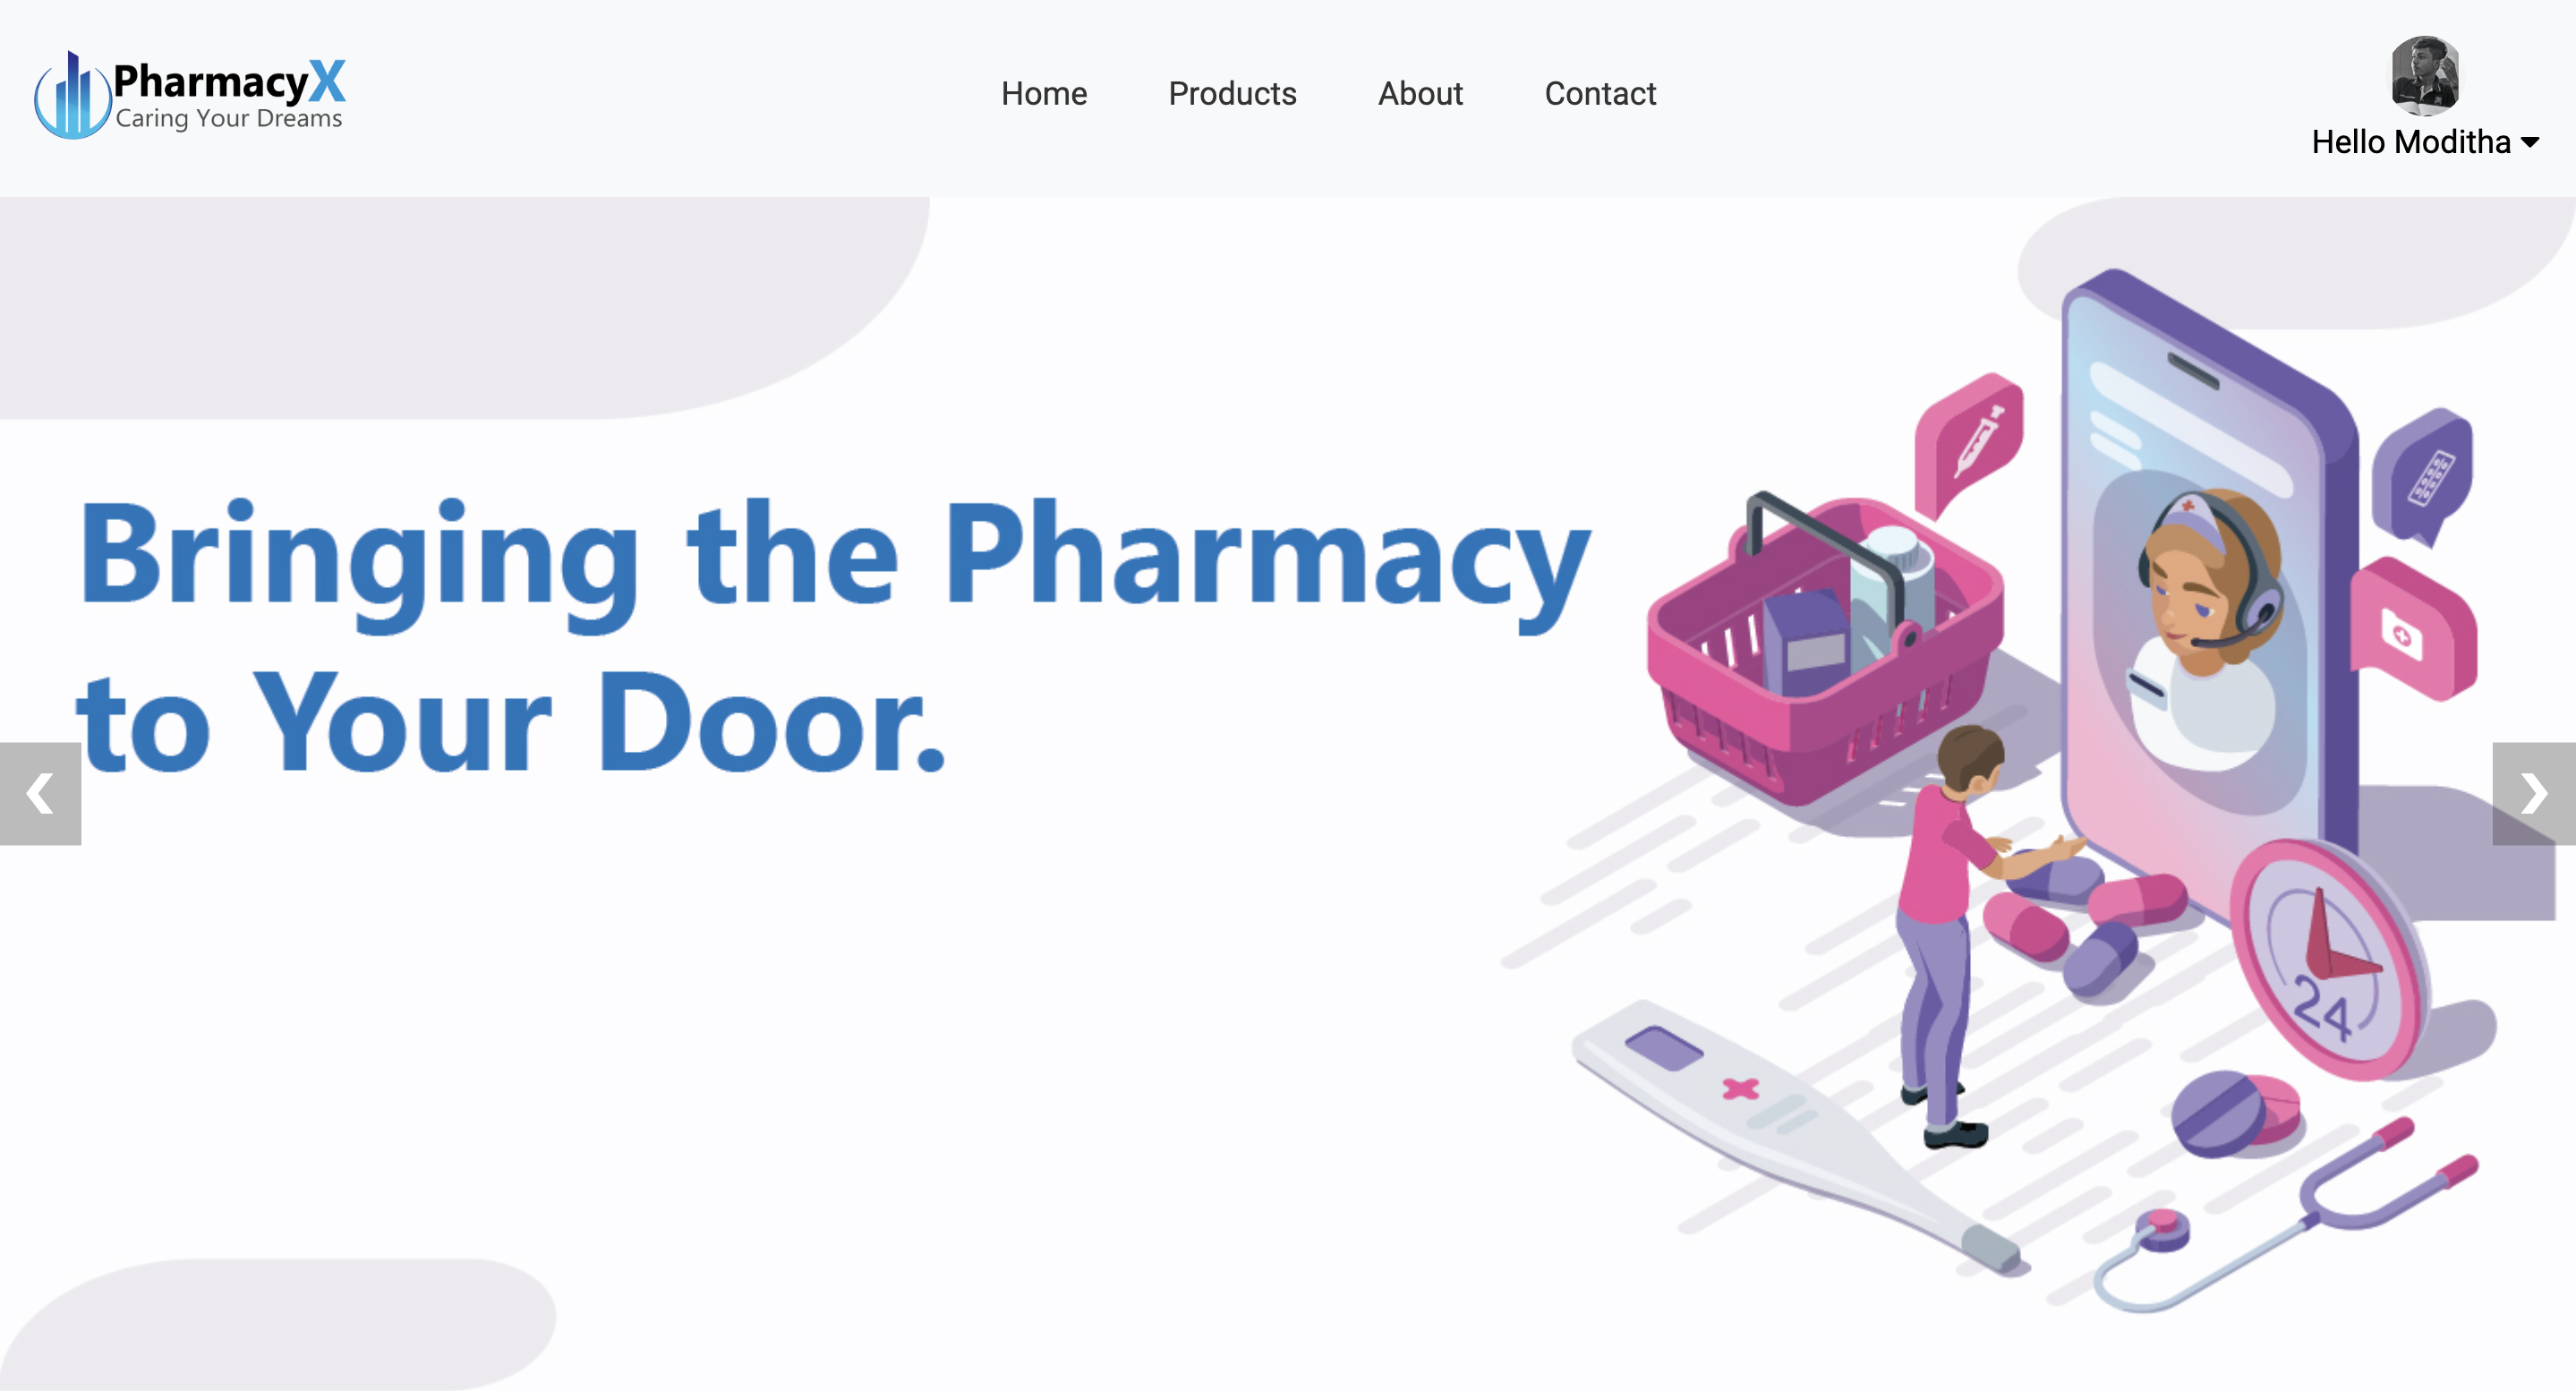 PharmacyX
Caring Your Dreams
Home
Products
About
Contact
Hello Moditha
Bringing the Pharmacy
to Your Door.
24